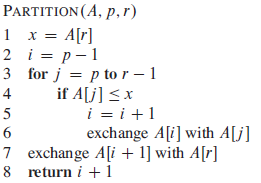 PARTITION(A, p, r)
1 x = A[r]
2 i = p − 1
3 for j = p to r − 1
4 if A[j] ≤ x
5 i = i + 1
6 exchange A[i] with A[j]
7 exchange A[i + 1] with A[r]
8 return i + 1